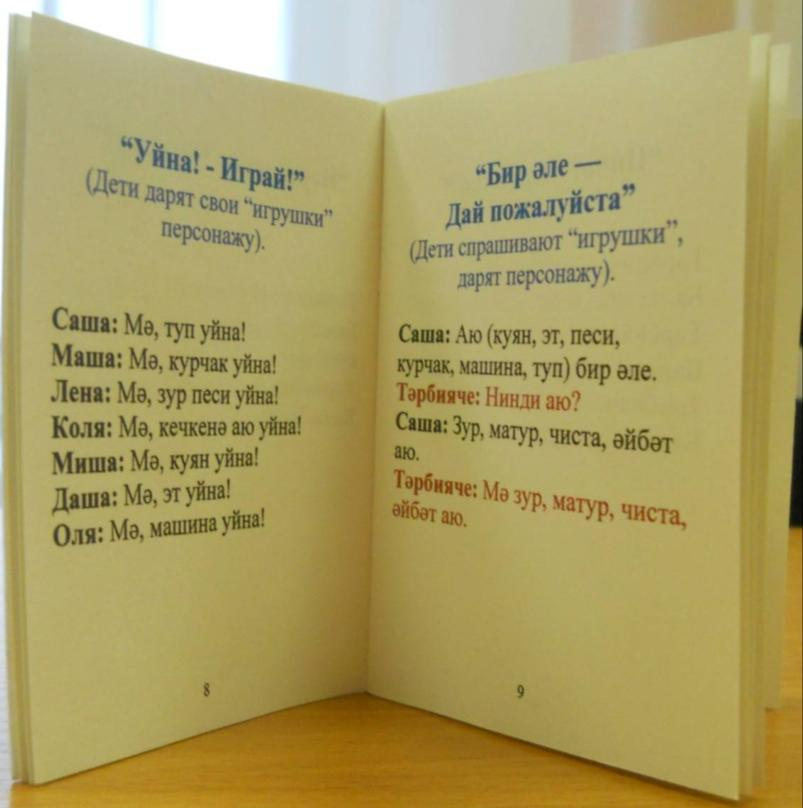 “Уйна! - Играй!”
(Дети дарят свои “игрушки”
персонажу).
Саша: Мә, туп уйна!
Маша: Мә, курчак уйна!
Лена: Мә, зур песи уйна!
Коля: Мә, кечкенә аю уйна!
Миша: Мә, куян уйна!
Даша: Мә, эт уйна!
Оля: Мә, машина уйна!
8
“Бир әле —
Дай пожалуйста”
(Дети спрашивают “игрушки”,
дарят персонажу).
Саша: Аю (куян, эт, песи,
курчак, машина, туп) бир әле.
Тәрбияче: Нинди аю?
Саша: Зур, матур, чиста, әйбәт
аю.
Тәрбияче: Мә зур, матур, чиста,
әйбәт аю.
9